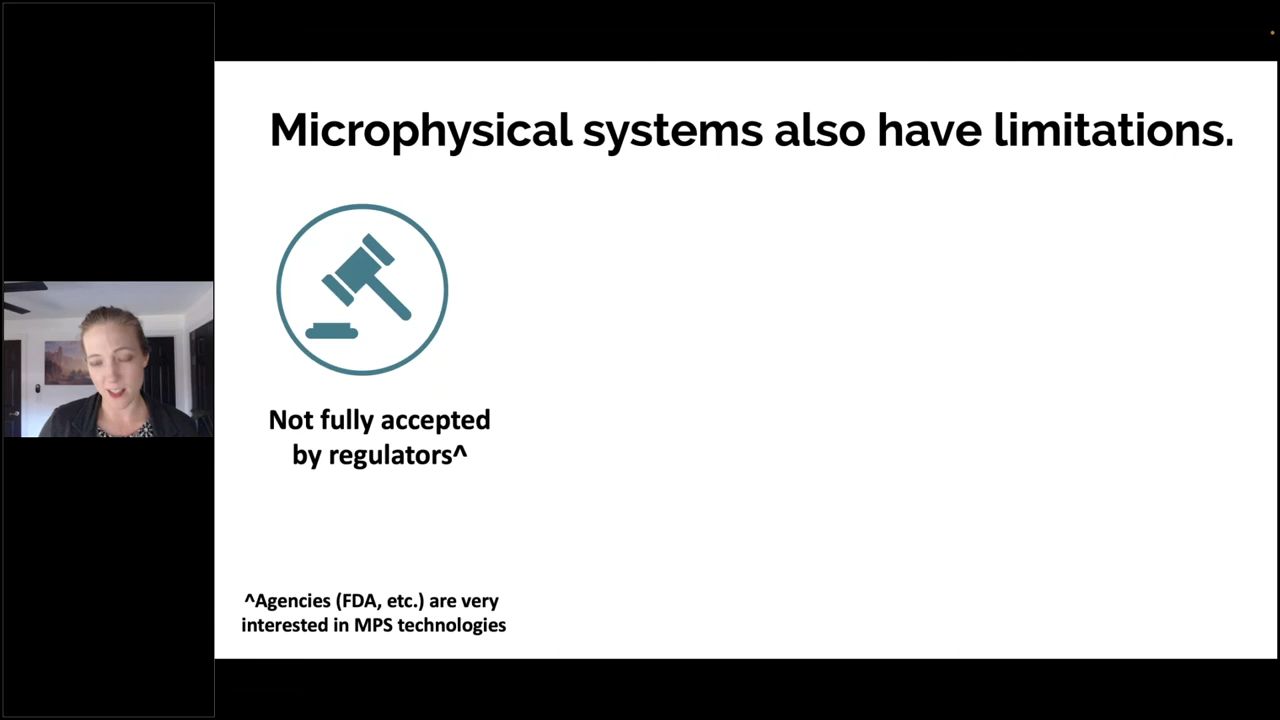 Microphysical systems also have limitations.
Not fully accepted
by regulators^
^Agencies (FDA, etc.) are very
interested in MPS technologies